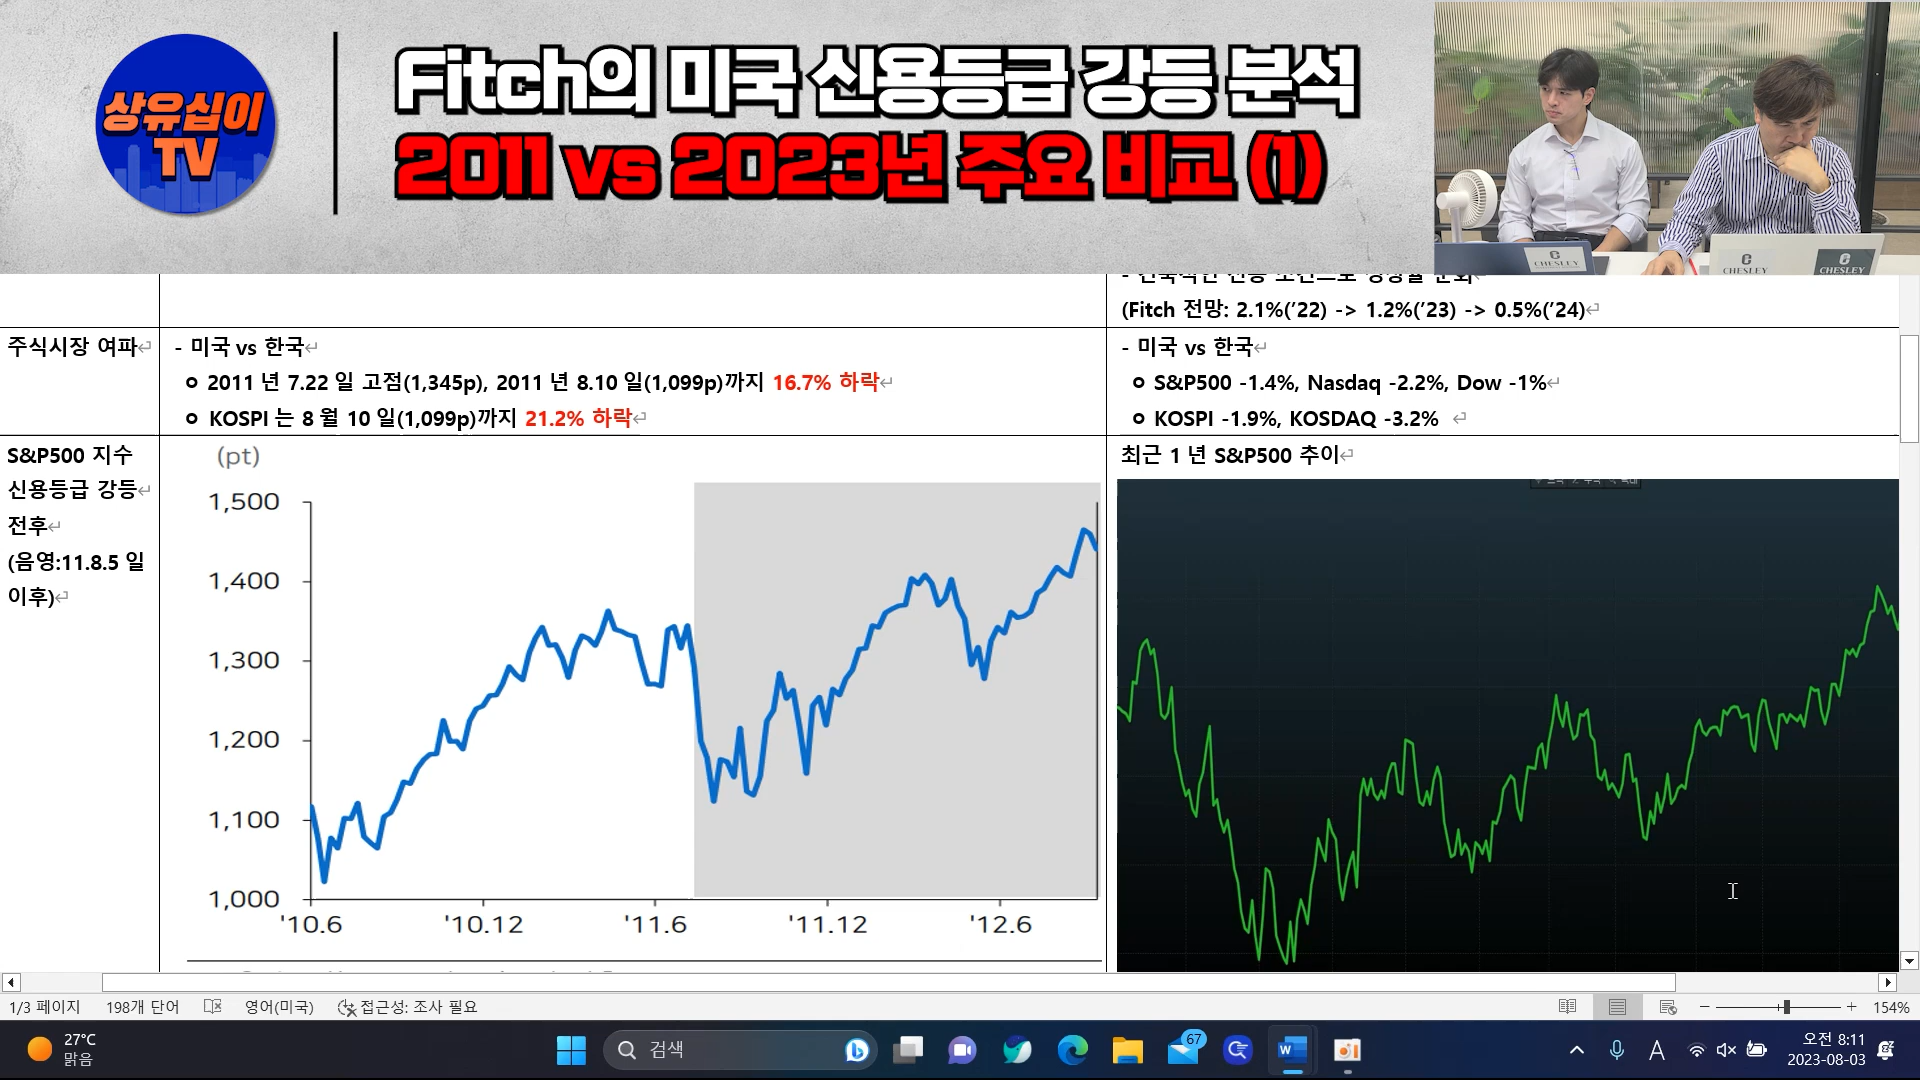 상유십이
TV
Fitch의 미국 신용등급 강등 분석
2011 vs 2023년 주요 비교 (1)
CHESLEY
CHESLEY
CHESLEY
(Fitch 전망: 2.1%(’22) -> 1.2%(’23) -> 0.5%(’24)
주식시장 여파
- 미국 vs 한국
2011 년 7.22 일 고점(1,345p), 2011 년 8.10 일(1,099p)까지 16.7% 하락
KOSPI 는 8 월 10 일(1,099p)까지 21.2% 하락
- 미국 vs 한국
S&P500 -1.4%, Nasdaq -2.2%, Dow -1%
KOSPI -1.9%, KOSDAQ -3.2%
S&P500 지수
신용등급 강등
전후
(음영:11.8.5 일
이후)
(pt)
1,500
1,400
1,300
1,200
1,100
1,000
'10.6 '10.12 '11.6 '11.12 '12.6
최근 1 년 S&P500 추이
1/3 페이지 198개 단어 영어(미국) 접근성: 조사 필요 154%
27°C
맑음
검색
67
A
오전 8:11
2023-08-03